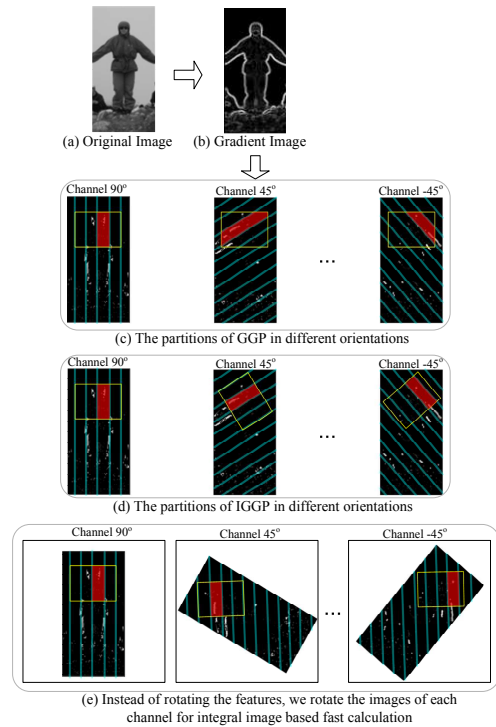 (a) Original Image
(b) Gradient Image
Channel 90°
Channel 45°
Channel -45°
...
(c) The partitions of GGP in different orientations
Channel 90°
Channel 45°
Channel -45°
...
(d) The partitions of IGGP in different orientations
Channel 90°
Channel 45°
Channel -45°
...
(e) Instead of rotating the features, we rotate the images of each
channel for integral image based fast calculation